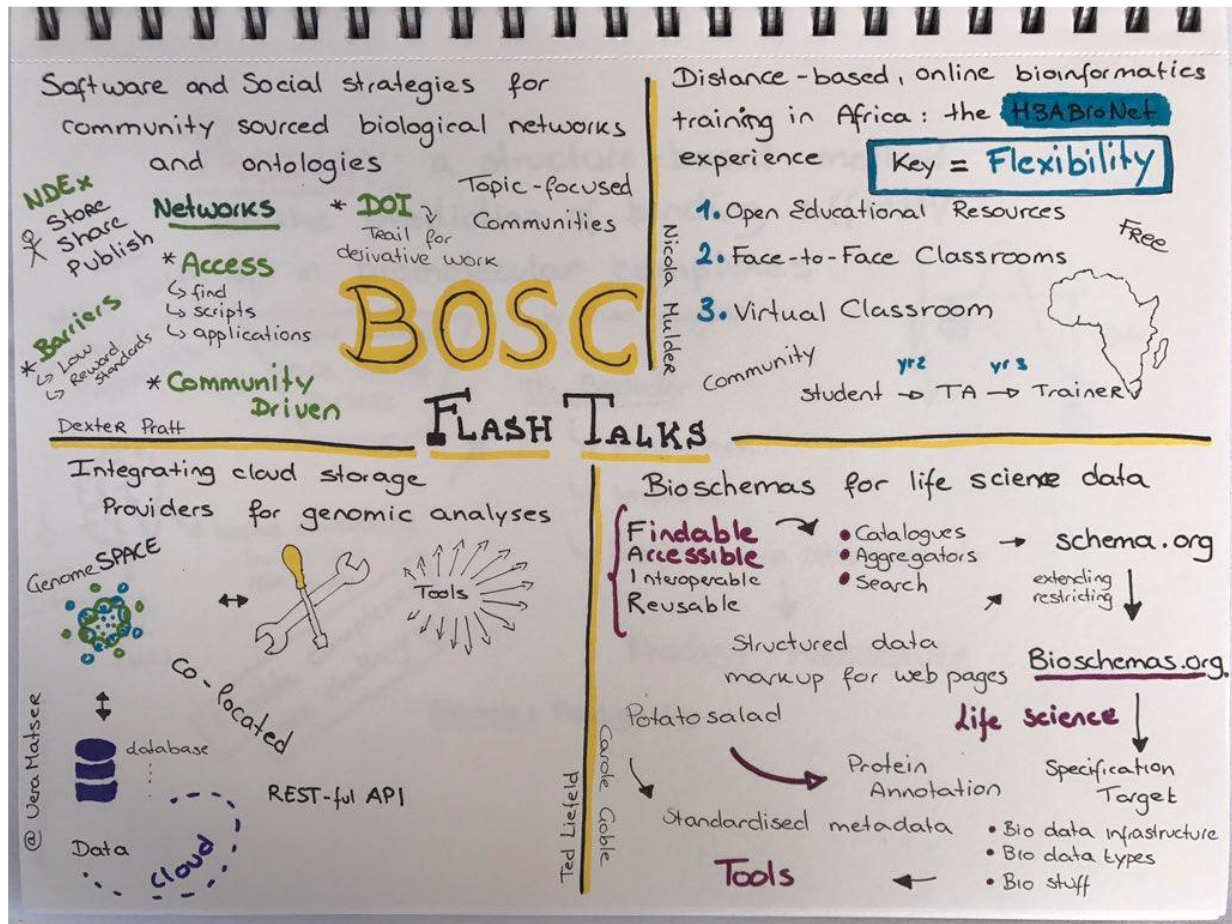 Software and Social strategies for
community sourced biological networks
and ontologies
NDEx
Store
Share
Publish
Networks
* Access
↳ find
↳ scripts
↳ applications
* DOI
Trail for
derivative work
Topic-focused
Communities
* Barriers
↳ Low
Reward
↳ Standards
* Community
Driven
Dexter Pratt
BOSC
FLASH TALKS
Distance-based, online bioinformatics
training in Africa: the H3ABioNet
experience
Key = Flexibility
1. Open Educational Resources
2. Face-to-Face Classrooms
3. Virtual Classroom
FREE
Community
yr2 yr3
student → TA → Trainer
Nicola Mulder
Integrating cloud storage
Providers for genomic analyses
GenomeSPACE
Tools
co-located
database
REST-ful API
Data
cloud
@ Vera Matser
Ted Liefeld
Bioschemas for life science data
Findable
Accessible
Interoperable
Reusable
• Catalogues
• Aggregators
• Search
→ schema.org
extending
restricting
Structured data
markup for web pages
Bioschemas.org
Potato salad
Life science
Protein
Annotation
Specification
Target
Standardised metadata
• Bio data infrastructure
• Bio data types
• Bio stuff
Tools
Carole Goble